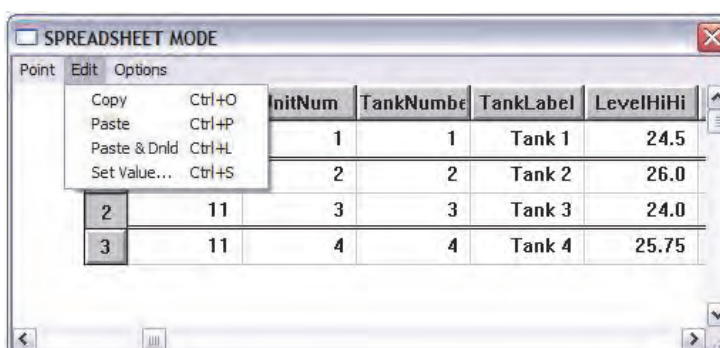 SPREADSHEET MODE
Point Edit Options
Copy Ctrl+O
Paste Ctrl+P
Paste & Dnld Ctrl+L
Set Value... Ctrl+S
UnitNum TankNumbe TankLabel LevelHiHi
1 1 Tank 1 24.5
2 2 Tank 2 26.0
2 11 3 3 Tank 3 24.0
3 11 4 4 Tank 4 25.75